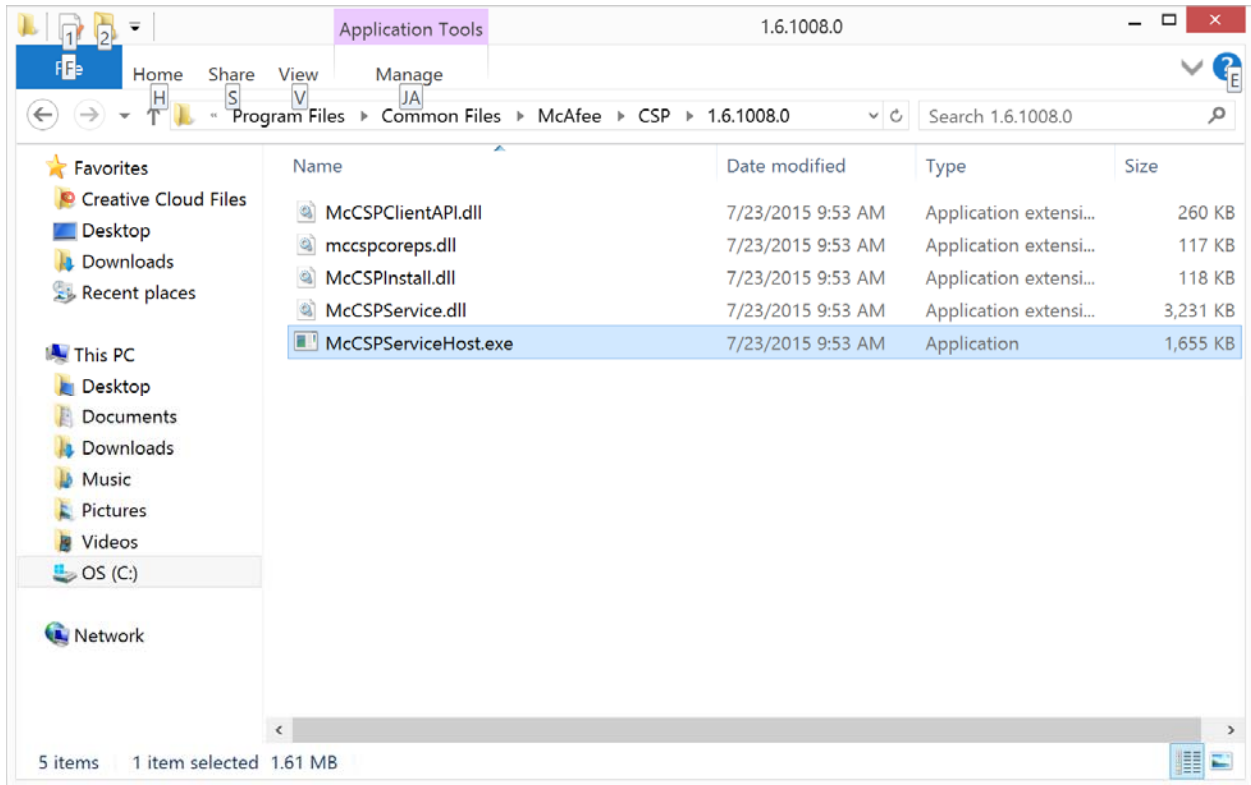 1 2 Application Tools 1.6.1008.0
F Home Share View Manage
H S V JA E
« Program Files Common Files McAfee CSP 1.6.1008.0 Search 1.6.1008.0
Favorites Name Date modified Type Size
Creative Cloud Files McCSPClientAPI.dll 7/23/2015 9:53 AM Application extensi... 260 KB
Desktop mccspcoreps.dll 7/23/2015 9:53 AM Application extensi... 117 KB
Downloads McCSPInstall.dll 7/23/2015 9:53 AM Application extensi... 118 KB
Recent places McCSPService.dll 7/23/2015 9:53 AM Application extensi... 3,231 KB
This PC McCSPServiceHost.exe 7/23/2015 9:53 AM Application 1,655 KB
Desktop
Documents
Downloads
Music
Pictures
Videos
OS (C:)
Network
5 items 1 item selected 1.61 MB